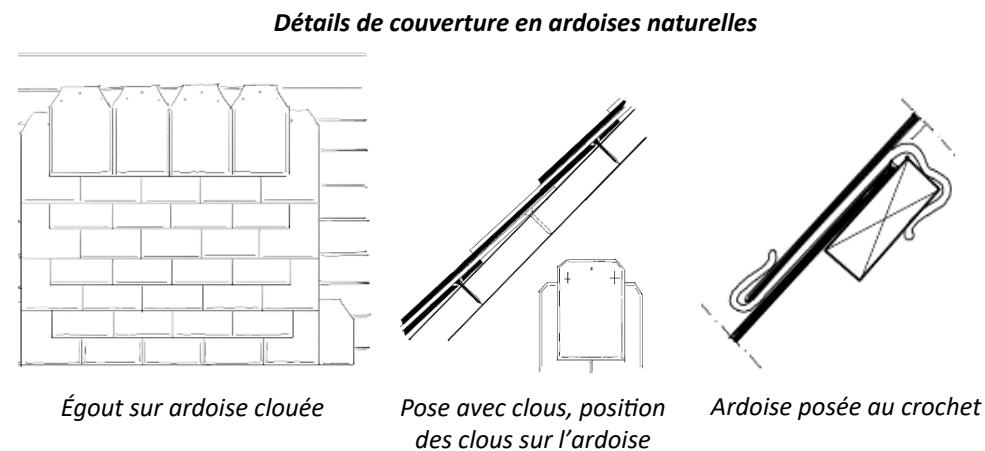 Détails de couverture en ardoises naturelles
Égout sur ardoise clouée
Pose avec clous, position
des clous sur l’ardoise
Ardoise posée au crochet